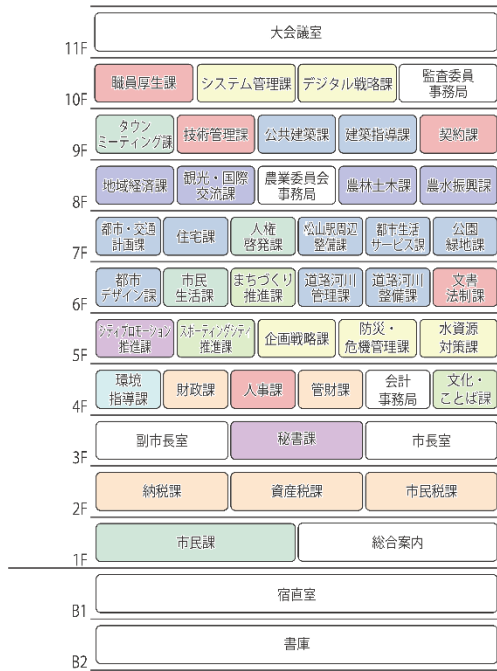 大会議室
11F
職員厚生課 システム管理課 デジタル戦略課 監査委員
事務局
10F
タウン
ミーティング課 技術管理課 公共建築課 建築指導課 契約課
9F
地域経済課 観光・国際
交流課 農業委員会
事務局 農林土木課 農水振興課
8F
都市・交通
計画課 住宅課 人権
啓発課 松山駅周辺
整備課 都市生活
サービス課 公園
緑地課
7F
都市
デザイン課 市民
生活課 まちづくり
推進課 道路河川
管理課 道路河川
整備課 文書
法制課
6F
シティプロモーション
推進課 スポーティングシティ
推進課 企画戦略課 防災・
危機管理課 水資源
対策課
5F
環境
指導課 財政課 人事課 管財課 会計
事務局 文化・
ことば課
4F
副市長室 秘書課 市長室
3F
納税課 資産税課 市民税課
2F
市民課 総合案内
1F
宿直室
B1
書庫
B2